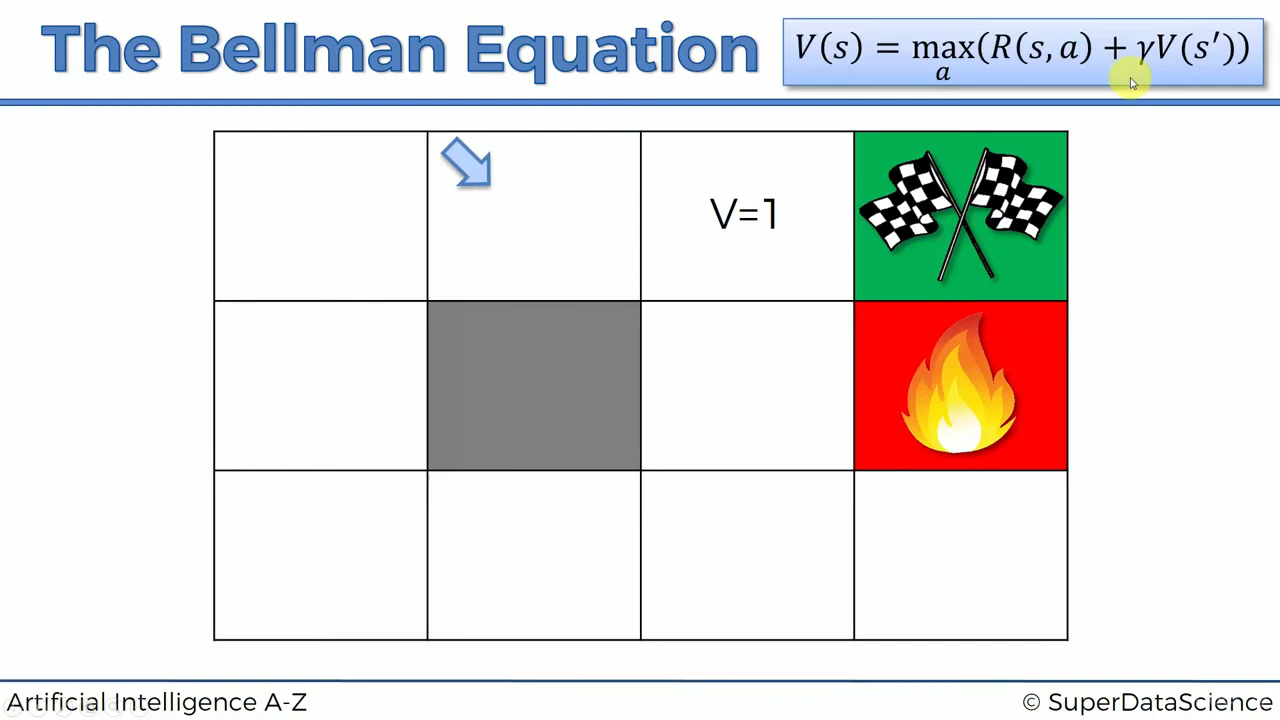 The Bellman Equation
V(s) = max(R(s, a) + γV(s′))
a
V=1
Artificial Intelligence A-Z
© SuperDataScience